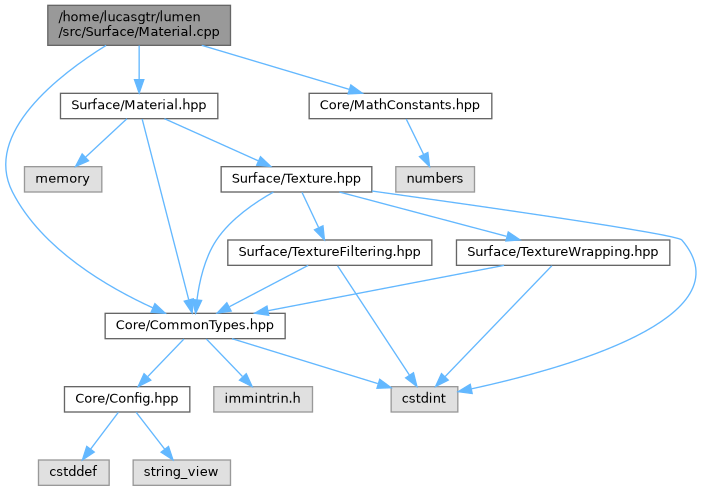 /home/lucasgtr/lumen
/src/Surface/Material.cpp
Surface/Material.hpp
Core/MathConstants.hpp
memory
Surface/Texture.hpp
numbers
Surface/TextureFiltering.hpp
Surface/TextureWrapping.hpp
Core/CommonTypes.hpp
Core/Config.hpp
immintrin.h
cstdint
cstddef
string_view